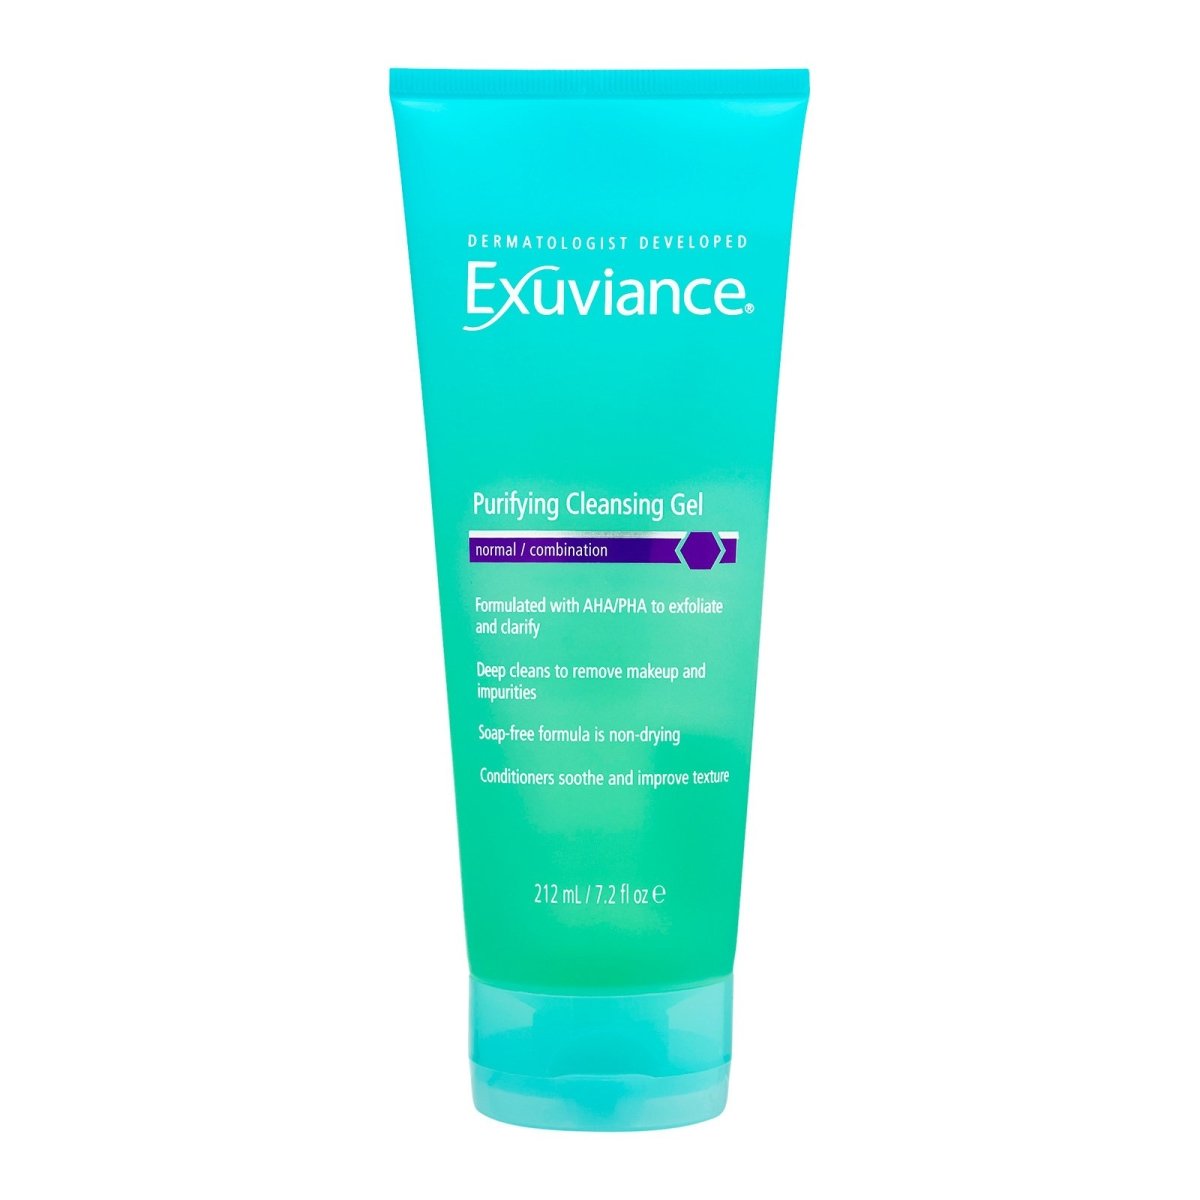 DERMATOLOGIST DEVELOPED
Exuviance®
Purifying Cleansing Gel
normal / combination
Formulated with AHA/PHA to exfoliate
and clarify
Deep cleans to remove makeup and
impurities
Soap-free formula is non-drying
Conditioners soothe and improve texture
212 mL / 7.2 fl oz ℮